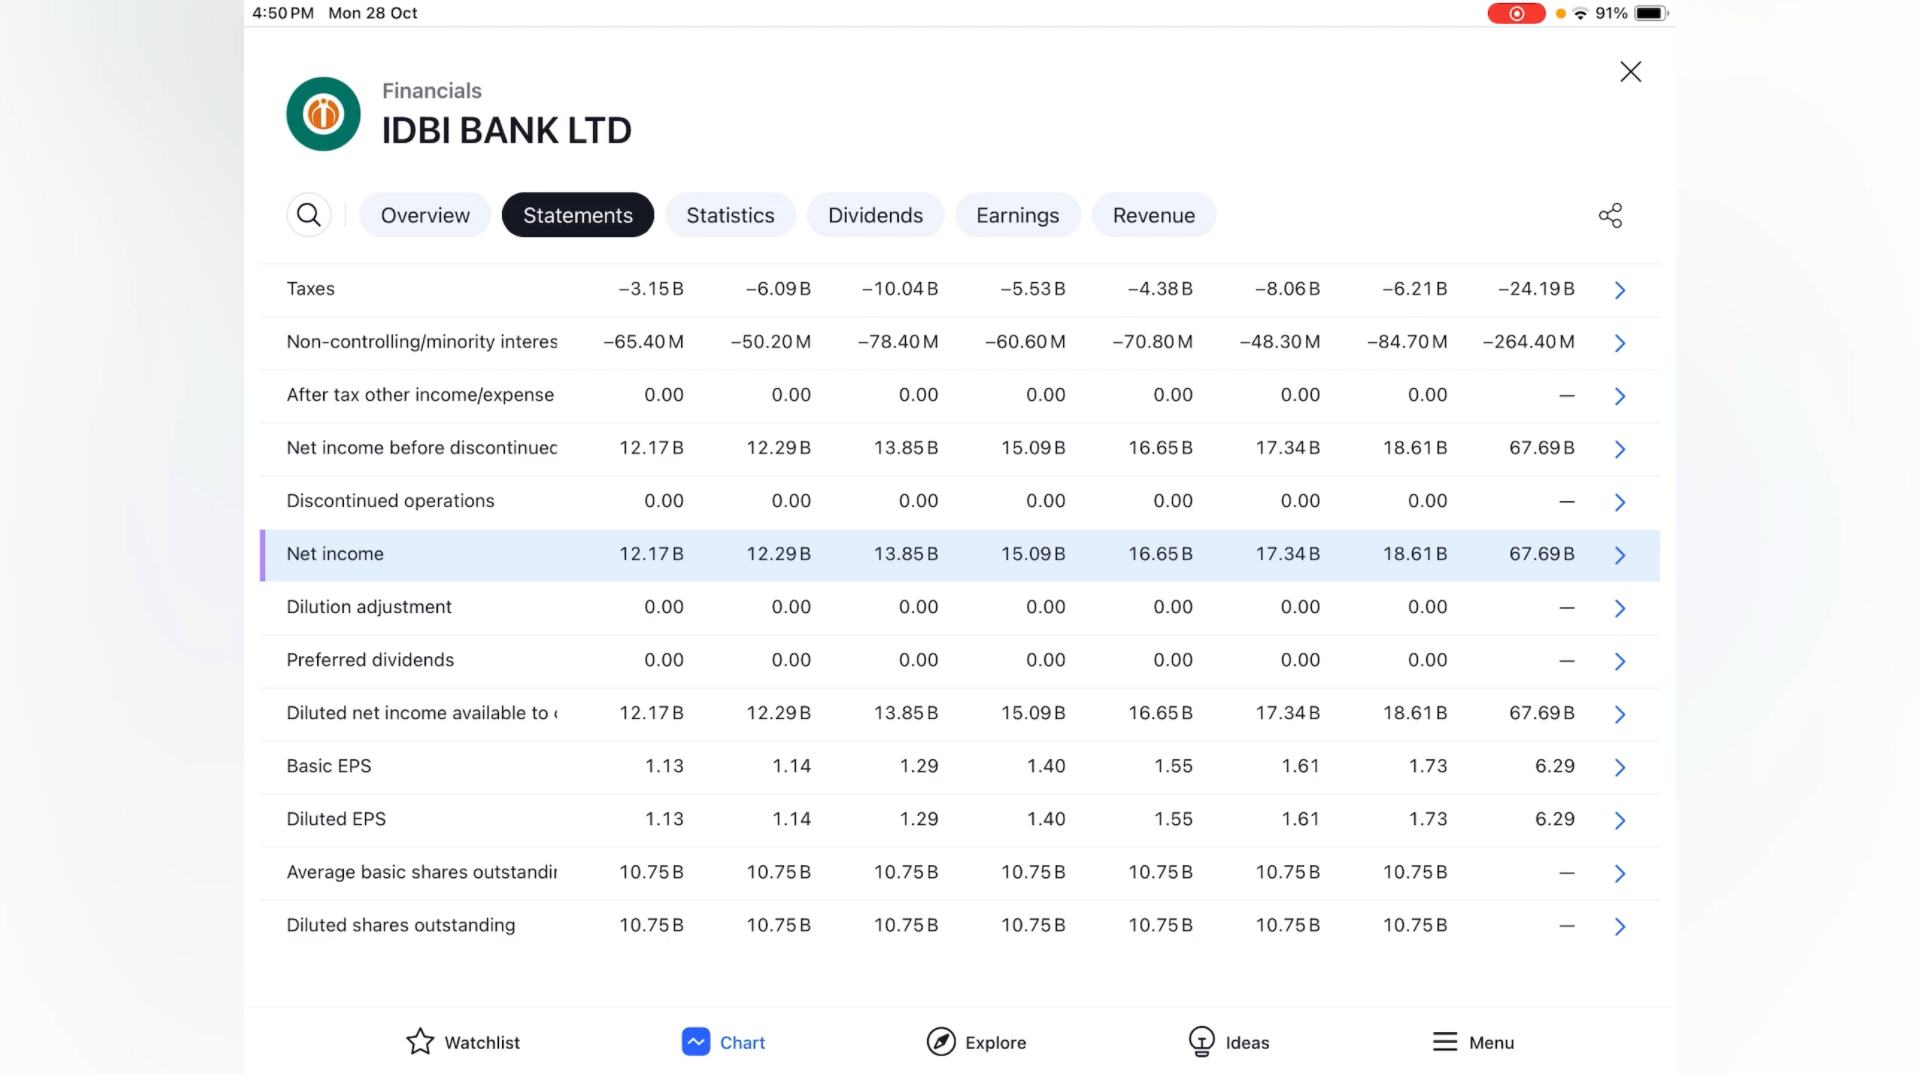 4:50 PM Mon 28 Oct 91%
Financials
IDBI BANK LTD
Overview Statements Statistics Dividends Earnings Revenue
Taxes −3.15 B −6.09 B −10.04 B −5.53 B −4.38 B −8.06 B −6.21 B −24.19 B
Non-controlling/minority interes −65.40 M −50.20 M −78.40 M −60.60 M −70.80 M −48.30 M −84.70 M −264.40 M
After tax other income/expense 0.00 0.00 0.00 0.00 0.00 0.00 0.00 —
Net income before discontinued 12.17 B 12.29 B 13.85 B 15.09 B 16.65 B 17.34 B 18.61 B 67.69 B
Discontinued operations 0.00 0.00 0.00 0.00 0.00 0.00 0.00 —
Net income 12.17 B 12.29 B 13.85 B 15.09 B 16.65 B 17.34 B 18.61 B 67.69 B
Dilution adjustment 0.00 0.00 0.00 0.00 0.00 0.00 0.00 —
Preferred dividends 0.00 0.00 0.00 0.00 0.00 0.00 0.00 —
Diluted net income available to 12.17 B 12.29 B 13.85 B 15.09 B 16.65 B 17.34 B 18.61 B 67.69 B
Basic EPS 1.13 1.14 1.29 1.40 1.55 1.61 1.73 6.29
Diluted EPS 1.13 1.14 1.29 1.40 1.55 1.61 1.73 6.29
Average basic shares outstandin 10.75 B 10.75 B 10.75 B 10.75 B 10.75 B 10.75 B 10.75 B —
Diluted shares outstanding 10.75 B 10.75 B 10.75 B 10.75 B 10.75 B 10.75 B 10.75 B —
Watchlist Chart Explore Ideas Menu